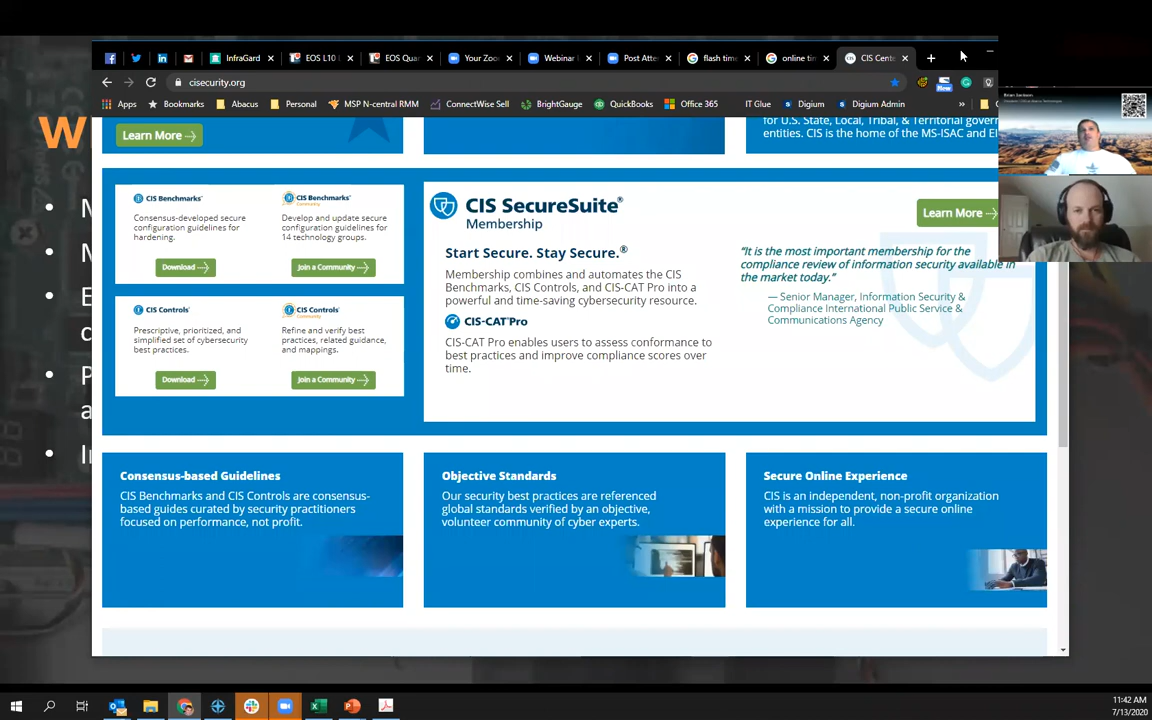 InfraGard
EOS L10
EOS Quar
Your Zoo
Webinar
Post Atte
flash time
online tim
CIS Cente
cisecurity.org
New
Apps
Bookmarks
Abacus
Personal
MSP N-central RMM
ConnectWise Sell
BrightGauge
QuickBooks
Office 365
IT Glue
Digium
Digium Admin
»
W
Learn More
for U.S. State, Local, Tribal, & Territorial govern
entities. CIS is the home of the MS-ISAC and EI
CIS Benchmarks™
Consensus-developed secure
configuration guidelines for
hardening.
Download
CIS Benchmarks™
Community
Develop and update secure
configuration guidelines for
14 technology groups.
Join a Community
CIS Controls™
Prescriptive, prioritized, and
simplified set of cybersecurity
best practices.
Download
CIS Controls™
Community
Refine and verify best
practices, related guidance,
and mappings.
Join a Community
CIS SecureSuite®
Membership
Learn More
Start Secure. Stay Secure.®
Membership combines and automates the CIS
Benchmarks, CIS Controls, and CIS-CAT Pro into a
powerful and time-saving cybersecurity resource.
CIS-CAT®Pro
CIS-CAT Pro enables users to assess conformance to
best practices and improve compliance scores over
time.
“It is the most important membership for the
compliance review of information security available in
the market today.”
— Senior Manager, Information Security &
Compliance International Public Service &
Communications Agency
Consensus-based Guidelines
CIS Benchmarks and CIS Controls are consensus-
based guides curated by security practitioners
focused on performance, not profit.
Objective Standards
Our security best practices are referenced
global standards verified by an objective,
volunteer community of cyber experts.
Secure Online Experience
CIS is an independent, non-profit organization
with a mission to provide a secure online
experience for all.
11:42 AM
7/13/2020